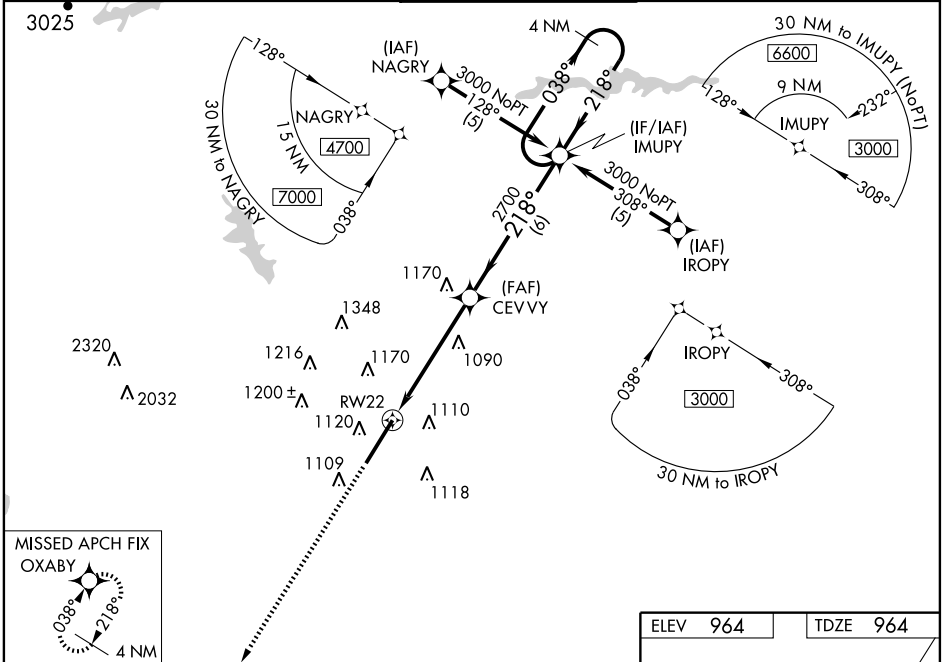 3025
4 NM
038°
218°
(IAF)
NAGRY
3000 NoPT
128°
(5)
128°
NAGRY
4700
15 NM
30 NM to NAGRY
7000
038°
30 NM to IMUPY (NoPT)
6600
9 NM
128°
232°
IMUPY
3000
308°
(IF/IAF)
IMUPY
3000 NoPT
308°
(5)
(IAF)
IROPY
2700
218°
(6)
1170
(FAF)
CEVVY
1348
1090
2320
1216
1170
2032
1200 ±
RW22
1120
1110
1109
1118
IROPY
038°
308°
3000
30 NM to IROPY
MISSED APCH FIX
OXABY
038°
218°
4 NM
ELEV 964
TDZE 964